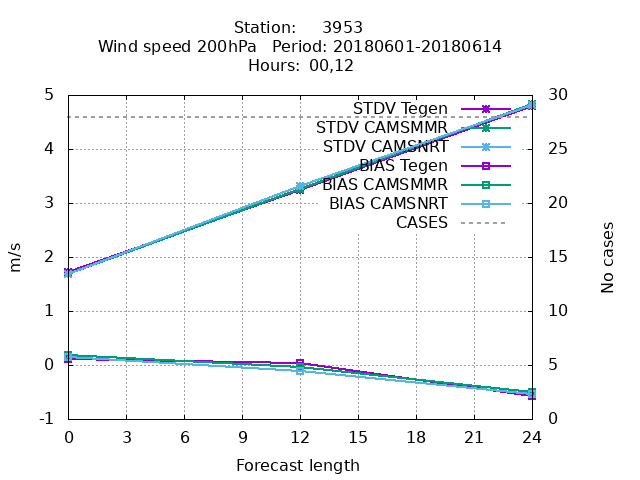 Station: 3953
Wind speed 200hPa Period: 20180601-20180614
Hours: 00,12
5 30
STDV Tegen
STDV CAMSMMR
4 25
STDV CAMSNRT
BIAS Tegen
BIAS CAMSMMR
3 20
BIAS CAMSNRT
CASES
m/s
No cases
2 15
1 10
0 5
-1 0
0 3 6 9 12 15 18 21 24
Forecast length